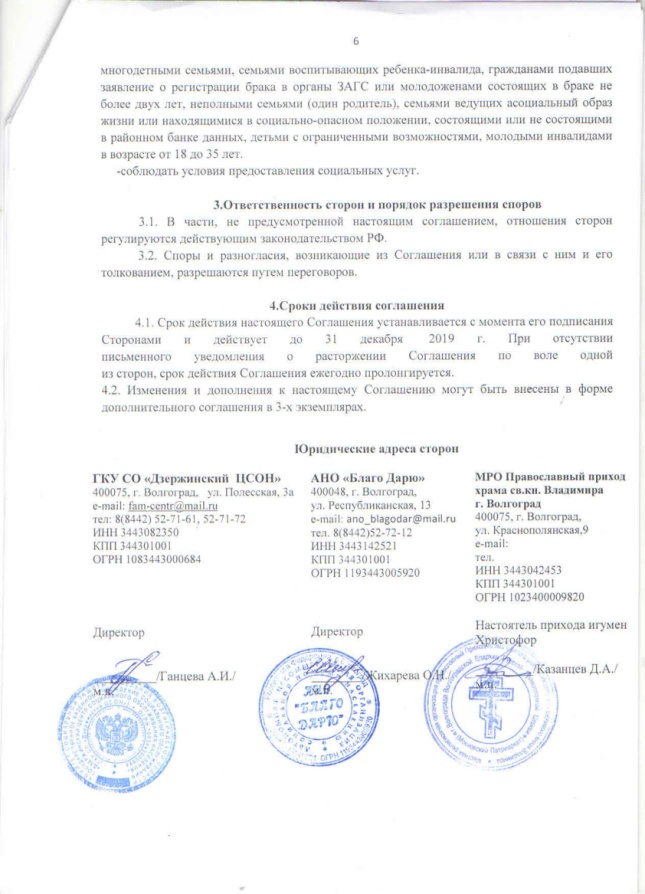 6
многодетными семьями, семьями воспитывающих ребенка-инвалида, гражданами подавших
заявление о регистрации брака в органы ЗАГС или молодоженами состоящих в браке не
более двух лет, неполными семьями (один родитель), семьями ведущих асоциальный образ
жизни или находящимися в социально-опасном положении, состоящими или не состоящими
в районном банке данных, детьми с ограниченными возможностями, молодыми инвалидами
в возрасте от 18 до 35 лет.
-соблюдать условия предоставления социальных услуг.
3.Ответственность сторон и порядок разрешения споров
3.1. В части, не предусмотренной настоящим соглашением, отношения сторон
регулируются действующим законодательством РФ.
3.2. Споры и разногласия, возникающие из Соглашения или в связи с ним и его
толкованием, разрешаются путем переговоров.
4.Сроки действия соглашения
4.1. Срок действия настоящего Соглашения устанавливается с момента его подписания
Сторонами и действует до 31 декабря 2019 г. При отсутствии
письменного уведомления о расторжении Соглашения по воле одной
из сторон, срок действия Соглашения ежегодно пролонгируется.
4.2. Изменения и дополнения к настоящему Соглашению могут быть внесены в форме
дополнительного соглашения в 3-х экземплярах.
Юридические адреса сторон
ГКУ СО «Дзержинский ЦСОН»
400075, г. Волгоград, ул. Полесская, 3а
e-mail: fam-centr@mail.ru
тел: 8(8442) 52-71-61, 52-71-72
ИНН 3443082350
КПП 344301001
ОГРН 1083443000684
Директор
/Ганцева А.И./
м.п.
АНО «Благо Дарю»
400048, г. Волгоград,
ул. Республиканская, 13
e-mail: ano_blagodar@mail.ru
тел. 8(8442)52-72-12
ИНН 3443142521
КПП 344301001
ОГРН 1193443005920
Директор
/Жихарева О.Н./
м.п.
АНО
"БЛАГО
ДАРЮ"
МРО Православный приход
храма св.кн. Владимира
г. Волгоград
400075, г. Волгоград,
ул. Краснополянская,9
e-mail:
тел.
ИНН 3443042453
КПП 344301001
ОГРН 1023400009820
Настоятель прихода игумен
Христофор
/Казанцев Д.А./
м.п.